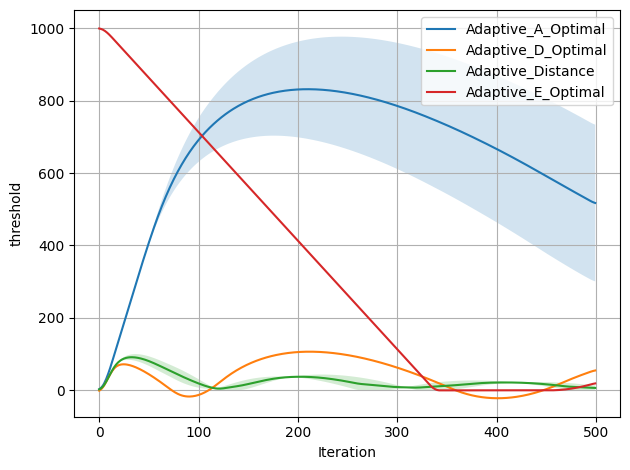 1000
800
600
400
200
0
threshold
Adaptive_A_Optimal
Adaptive_D_Optimal
Adaptive_Distance
Adaptive_E_Optimal
0 100 200 300 400 500
Iteration